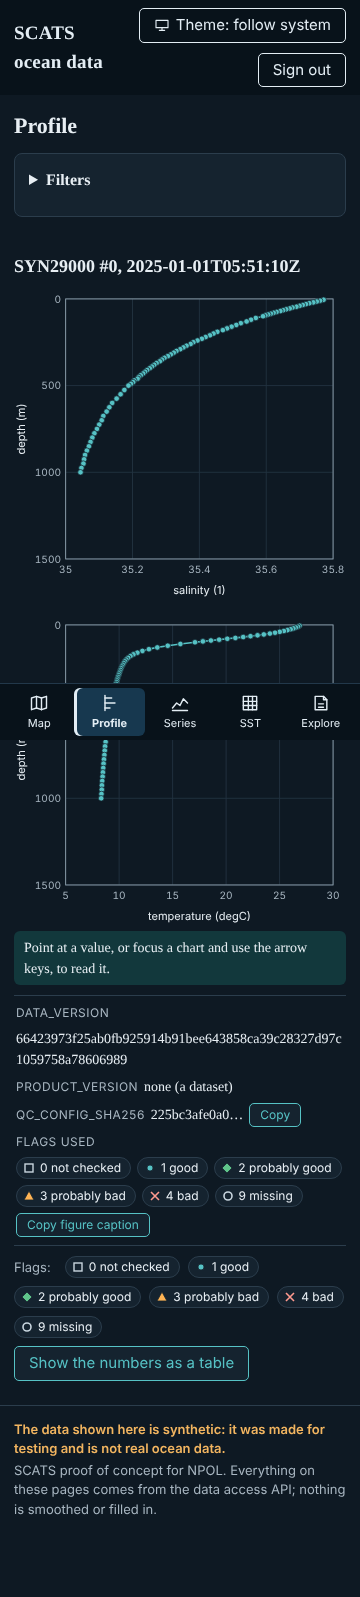 SCATS
ocean data
Theme: follow system
Sign out
Profile
Filters
SYN29000 #0, 2025-01-01T05:51:10Z
0
500
1000
1500
depth (m)
35 35.2 35.4 35.6 35.8
salinity (1)
0
Map Profile Series SST Explore
1000
1500
5 10 15 20 25 30
temperature (degC)
Point at a value, or focus a chart and use the arrow
keys, to read it.
DATA_VERSION
66423973f25ab0fb925914b91bee643858ca39c28327d97c
1059758a78606989
PRODUCT_VERSION none (a dataset)
QC_CONFIG_SHA256 225bc3afe0a0… Copy
FLAGS USED
0 not checked 1 good 2 probably good
3 probably bad 4 bad 9 missing
Copy figure caption
Flags: 0 not checked 1 good
2 probably good 3 probably bad 4 bad
9 missing
Show the numbers as a table
The data shown here is synthetic: it was made for
testing and is not real ocean data.
SCATS proof of concept for NPOL. Everything on
these pages comes from the data access API; nothing
is smoothed or filled in.